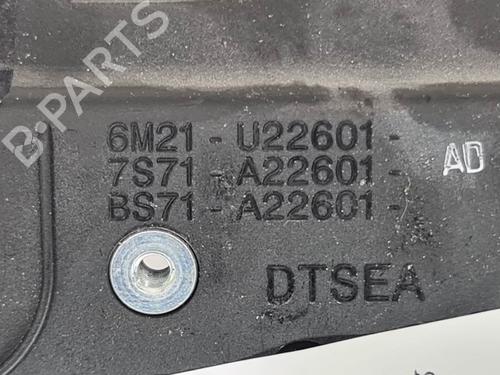 B-PARTS
6M21 - U22601 -
7S71 - A22601 -
BS71 - A22601 -
AD
DTSEA